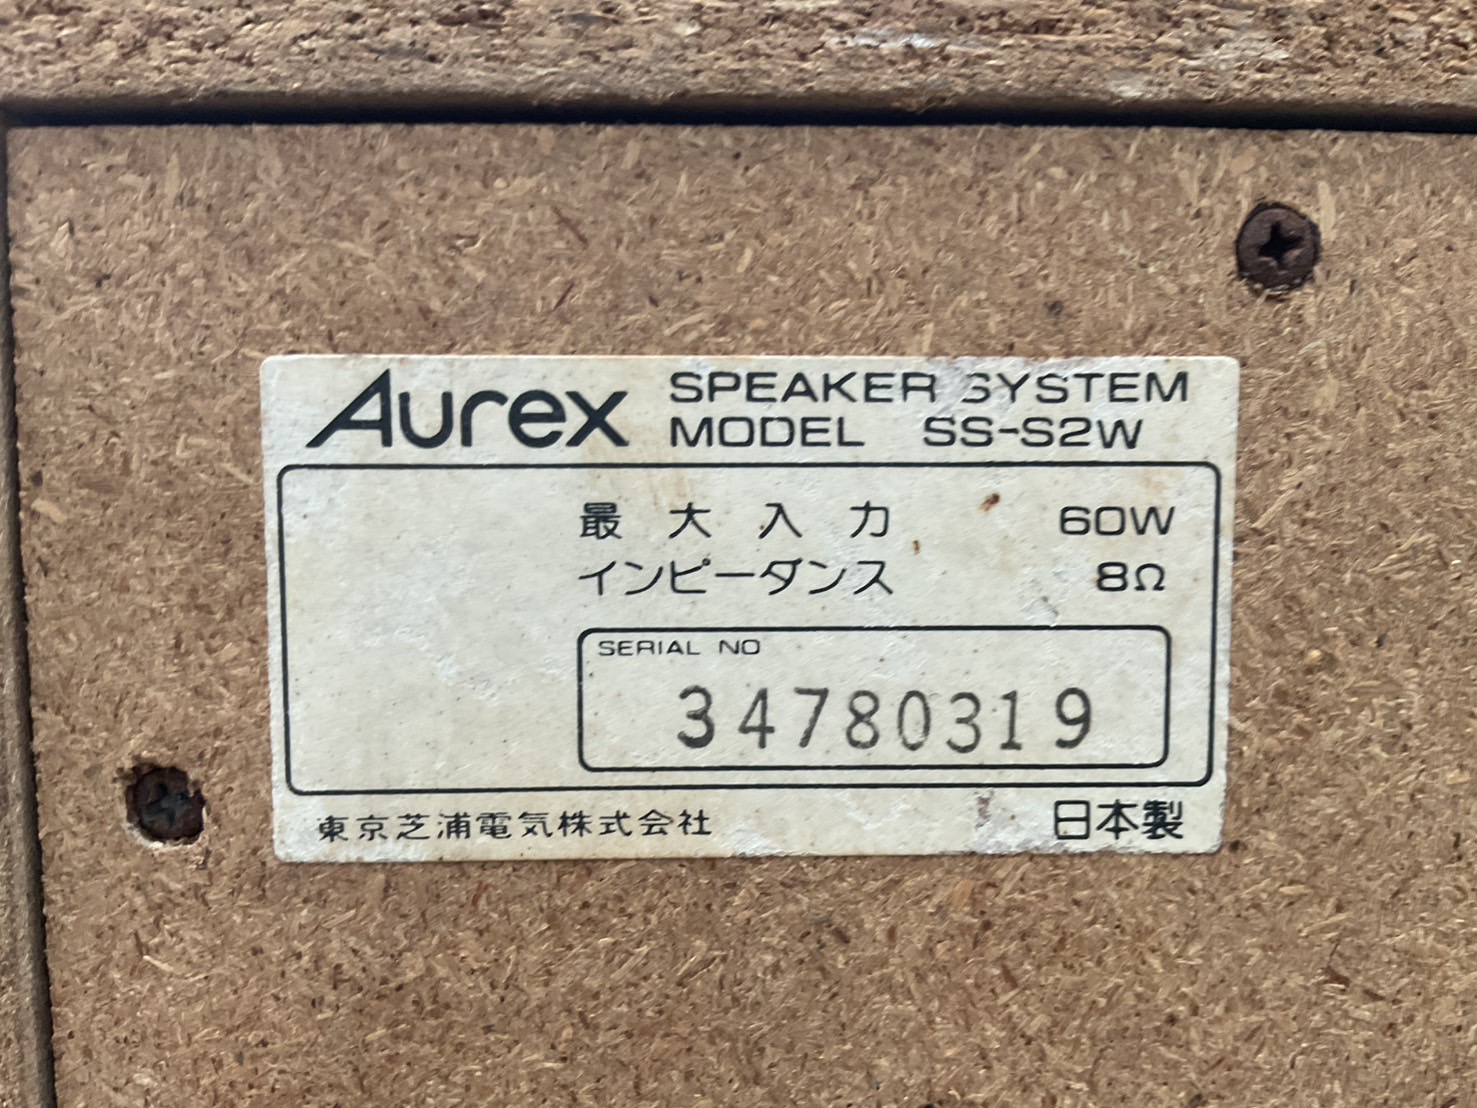 Aurex SPEAKER SYSTEM
MODEL SS-S2W
最大入力 60W
インピーダンス 8Ω
SERIAL NO
34780319
東京芝浦電気株式会社 日本製